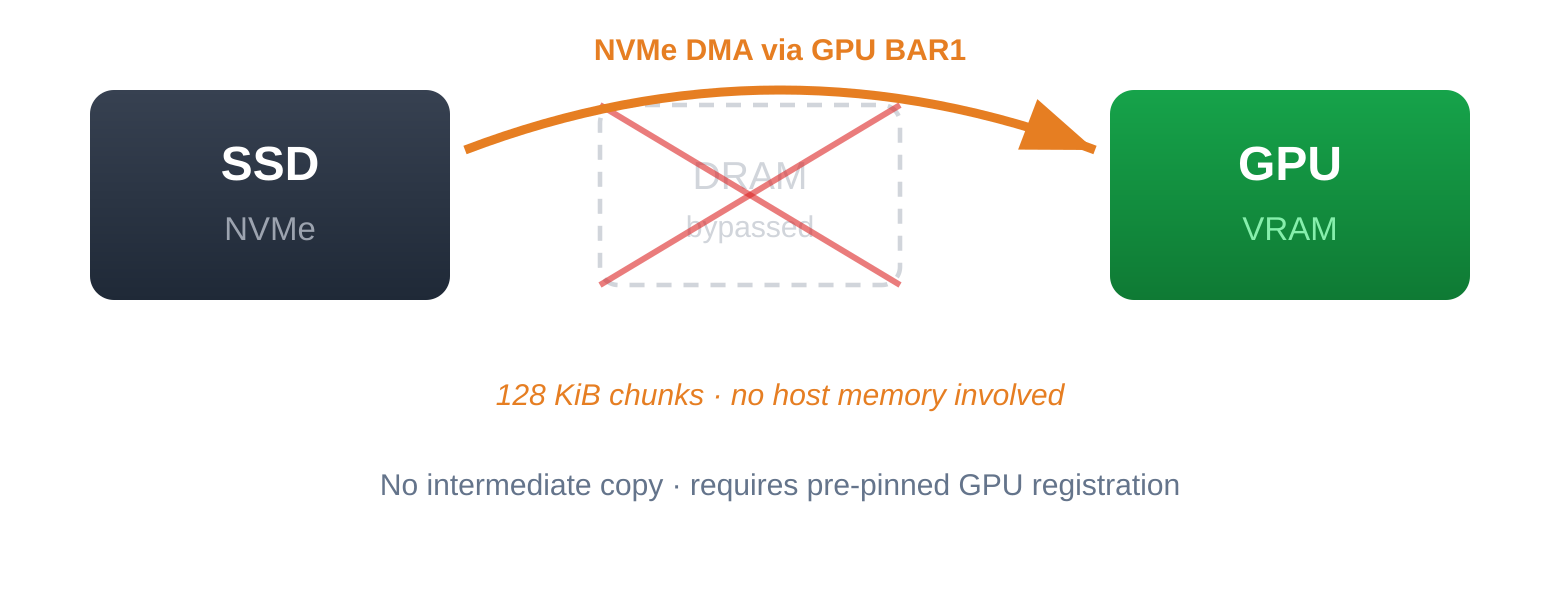 NVMe DMA via GPU BAR1
SSD
NVMe
DRAM
bypassed
GPU
VRAM
128 KiB chunks · no host memory involved
No intermediate copy · requires pre-pinned GPU registration